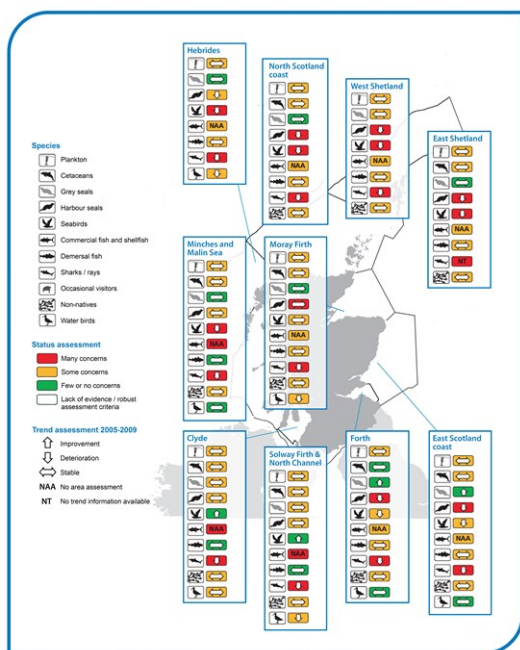 Hebrides
NAA
North Scotland
coast
NAA
West Shetland
NAA
East Shetland
NAA
NT
Species
Plankton
Cetaceans
Grey seals
Harbour seals
Seabirds
Commercial fish and shellfish
Demersal fish
Sharks / rays
Occasional visitors
Non-natives
Water birds
Status assessment
Many concerns
Some concerns
Few or no concerns
Lack of evidence / robust
assessment criteria
Trend assessment 2005-2009
Improvement
Deterioration
Stable
NAA No area assessment
NT No trend information available
Minches and
Malin Sea
NAA
Moray Firth
NAA
Clyde
NAA
Solway Firth &
North Channel
NAA
Forth
NAA
East Scotland
coast
NAA